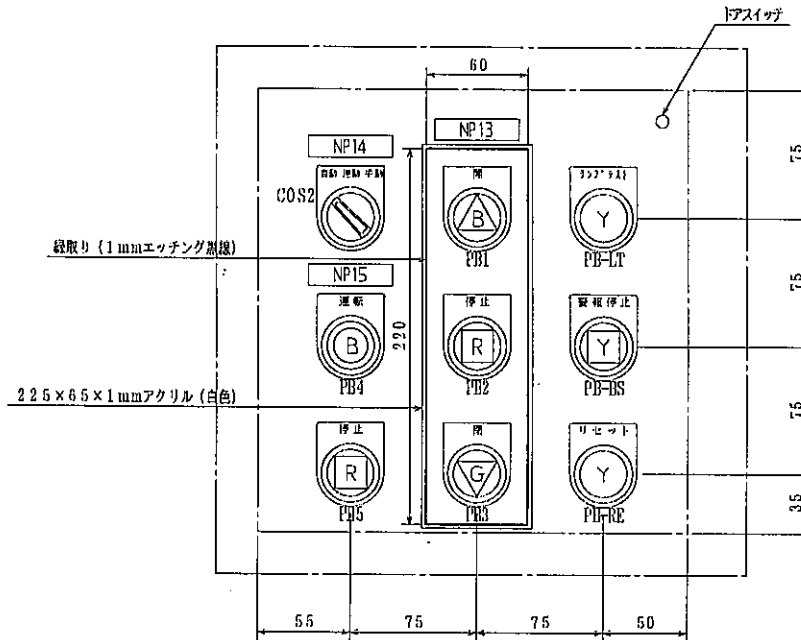 ドアスイッチ
60
NP13
NP14
自動 連動 手動
COS2
開
B
PB1
ランプテスト
Y
PB-LT
75
縁取り(1mmエッチング黒線)
NP15
運転
B
PB4
220
停止
R
PB2
警報停止
Y
PB-BS
75
225×65×1mmアクリル(白色)
停止
R
PB5
閉
G
PB3
リセット
Y
PB-RE
75
35
55
75
75
50